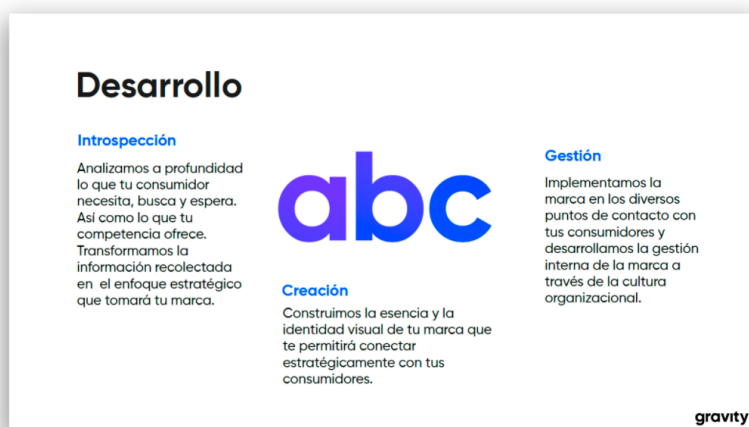 Desarrollo
Introspección
Analizamos a profundidad
lo que tu consumidor
necesita, busca y espera.
Así como lo que tu
competencia ofrece.
Transformamos la
información recolectada
en  el enfoque estratégico
que tomará tu marca.
abc
Creación
Construimos la esencia y la
identidad visual de tu marca que
te permitirá conectar
estratégicamente con tus
consumidores.
Gestión
Implementamos la
marca en los diversos
puntos de contacto con
tus consumidores y
desarrollamos la gestión
interna de la marca a
través de la cultura
organizacional.
gravity